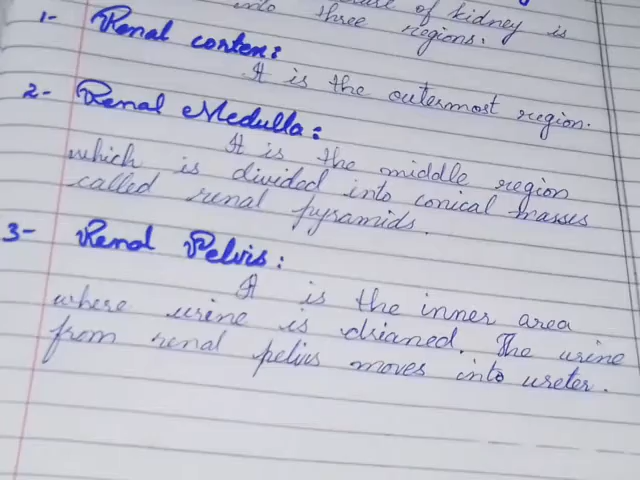 of kidney is
into three regions.
1- Renal contex:
It is the outermost region.
2- Renal Medulla:
It is the middle region
which is divided into conical masses
called renal pyramids.
3- Renal Pelvis:
It is the inner area
where urine is drianed. The urine
from renal pelvis moves into ureter.